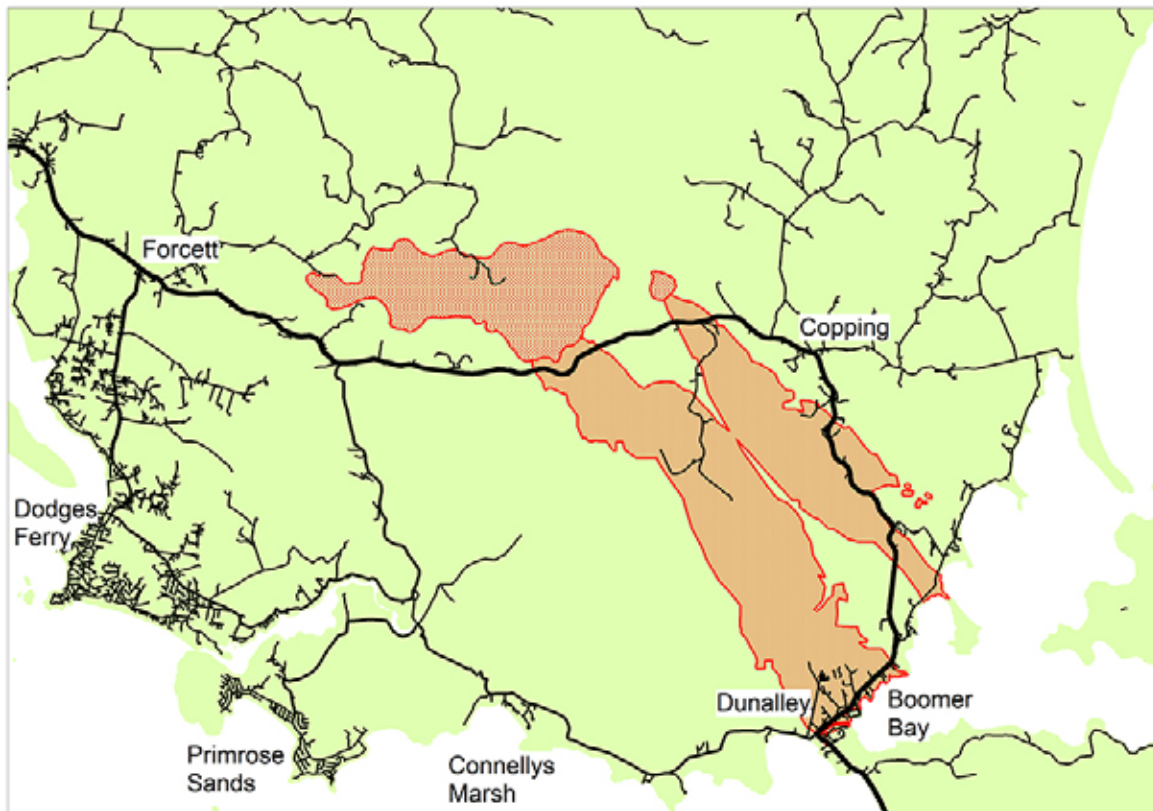 Forcett
Copping
Dodges
Ferry
Dunalley
Boomer
Bay
Primrose
Sands
Connellys
Marsh